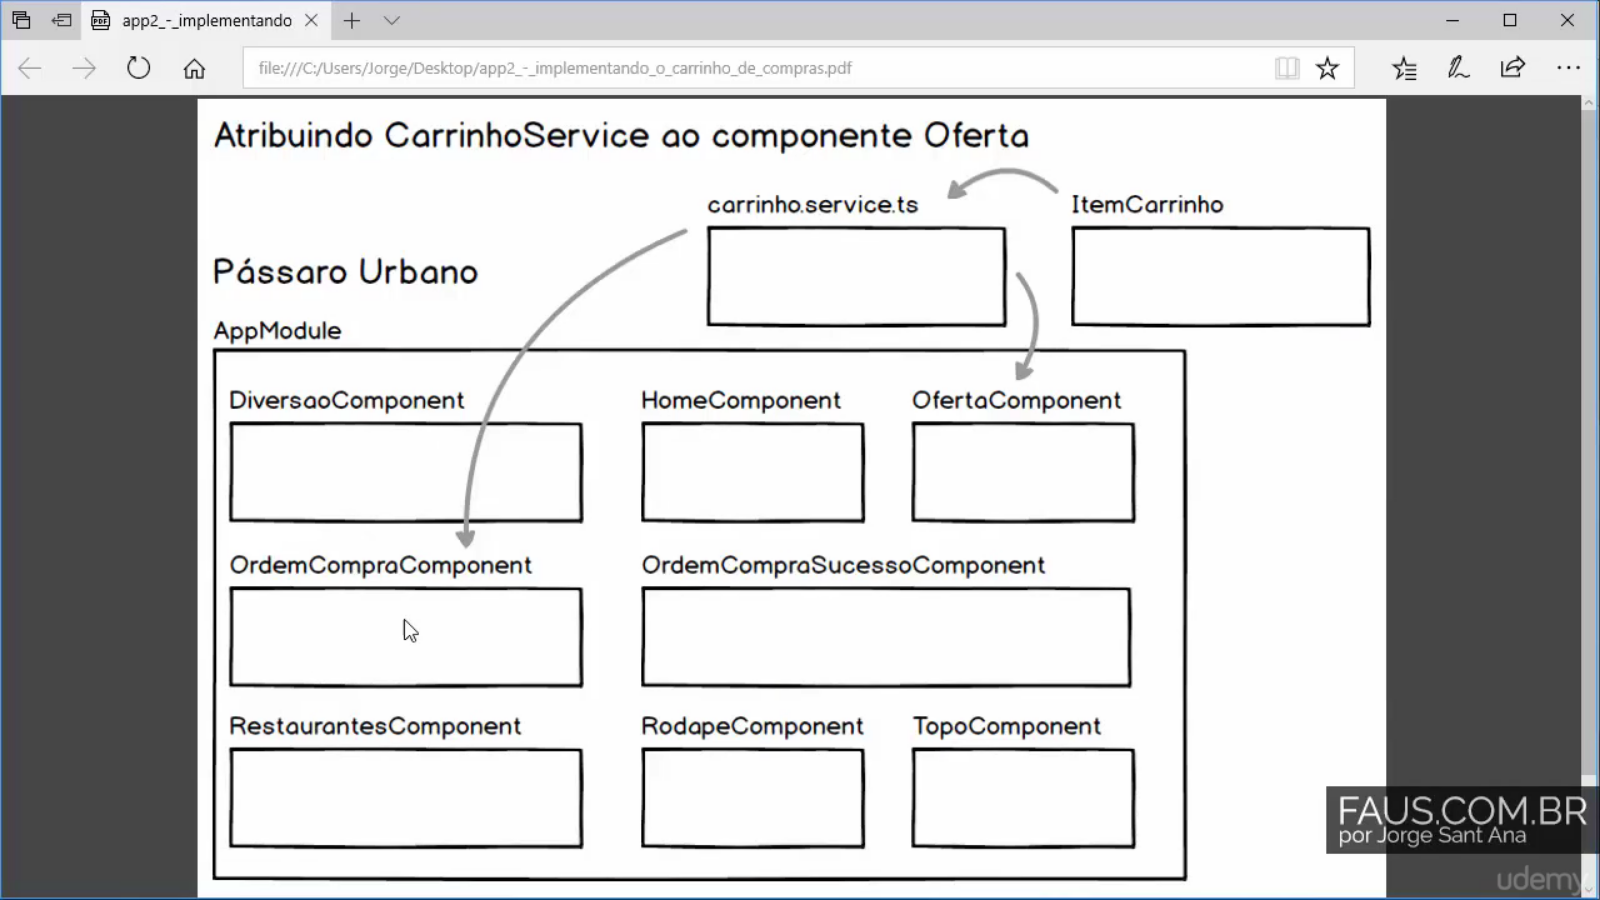 app2_-_implementando
file:///C:/Users/Jorge/Desktop/app2_-_implementando_o_carrinho_de_compras.pdf
Atribuindo CarrinhoService ao componente Oferta
carrinho.service.ts
ItemCarrinho
Pássaro Urbano
AppModule
DiversaoComponent
HomeComponent
OfertaComponent
OrdemCompraComponent
OrdemCompraSucessoComponent
RestaurantesComponent
RodapeComponent
TopoComponent
FAUS.COM.BR
por Jorge Sant Ana
udemy